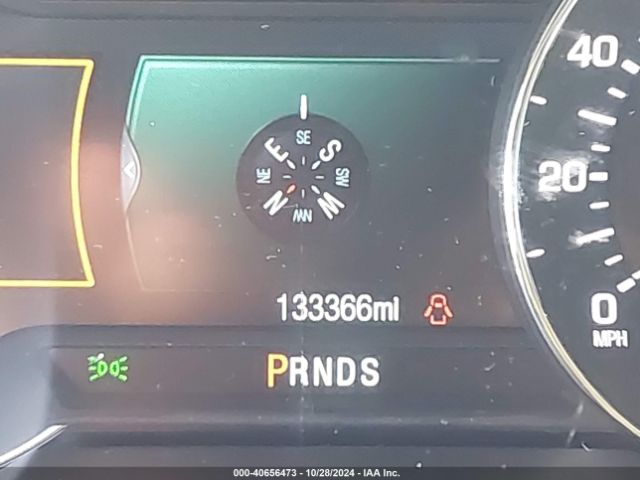 40
SE
E S
NE SW
20
N W
NW
133366mi
0
MPH
PRNDS
000-40656473 - 10/28/2024 - IAA Inc.